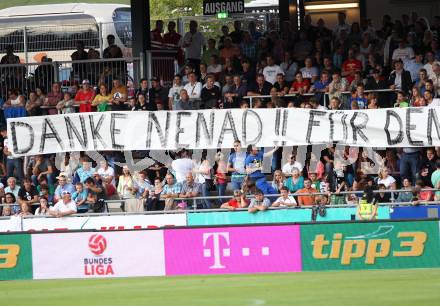 AUSGANG
DANKE NENAD!! FÜR DEN
BUNDES
LIGA
T
tipp3